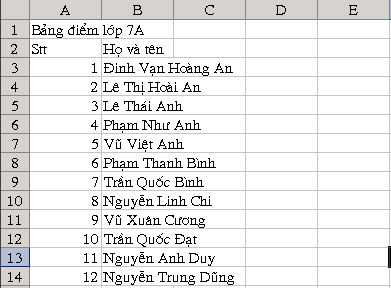 A B C D E
1 Bảng điểm lớp 7A
2 Stt Họ và tên
3 1 Đinh Vạn Hoàng An
4 2 Lê Thị Hoài An
5 3 Lê Thái Anh
6 4 Phạm Như Anh
7 5 Vũ Việt Anh
8 6 Phạm Thanh Bình
9 7 Trần Quốc Bình
10 8 Nguyễn Linh Chi
11 9 Vũ Xuân Cương
12 10 Trần Quốc Đạt
13 11 Nguyễn Anh Duy
14 12 Nguyễn Trung Dũng